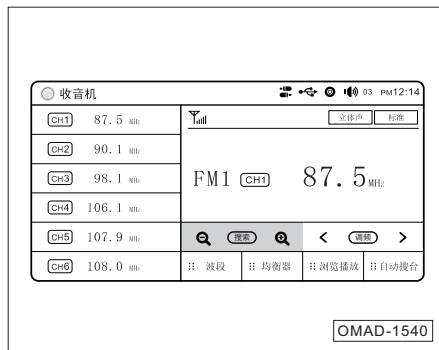 收音机 03 PM12:14
CH1 87.5 MHz
CH2 90.1 MHz
CH3 98.1 MHz
CH4 106.1 MHz
CH5 107.9 MHz
CH6 108.0 MHz
立体声 标准
FM1 CH1 87.5 MHz
搜索 < 调频 >
波段 均衡器 浏览播放 自动搜台
OMAD-1540